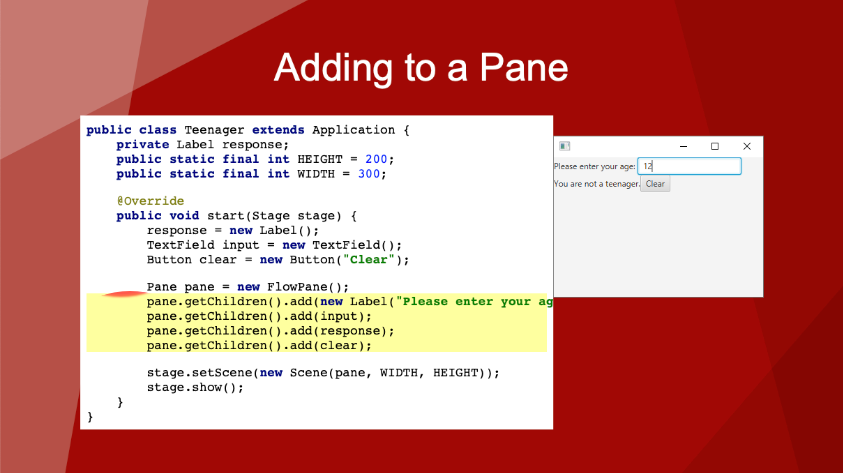 Adding to a Pane
public class Teenager extends Application {
private Label response;
public static final int HEIGHT = 200;
public static final int WIDTH = 300;
@Override
public void start(Stage stage) {
response = new Label();
TextField input = new TextField();
Button clear = new Button("Clear");
Pane pane = new FlowPane();
pane.getChildren().add(new Label("Please enter your ag
pane.getChildren().add(input);
pane.getChildren().add(response);
pane.getChildren().add(clear);
stage.setScene(new Scene(pane, WIDTH, HEIGHT));
stage.show();
}
}
Please enter your age: 12
You are not a teenager. Clear